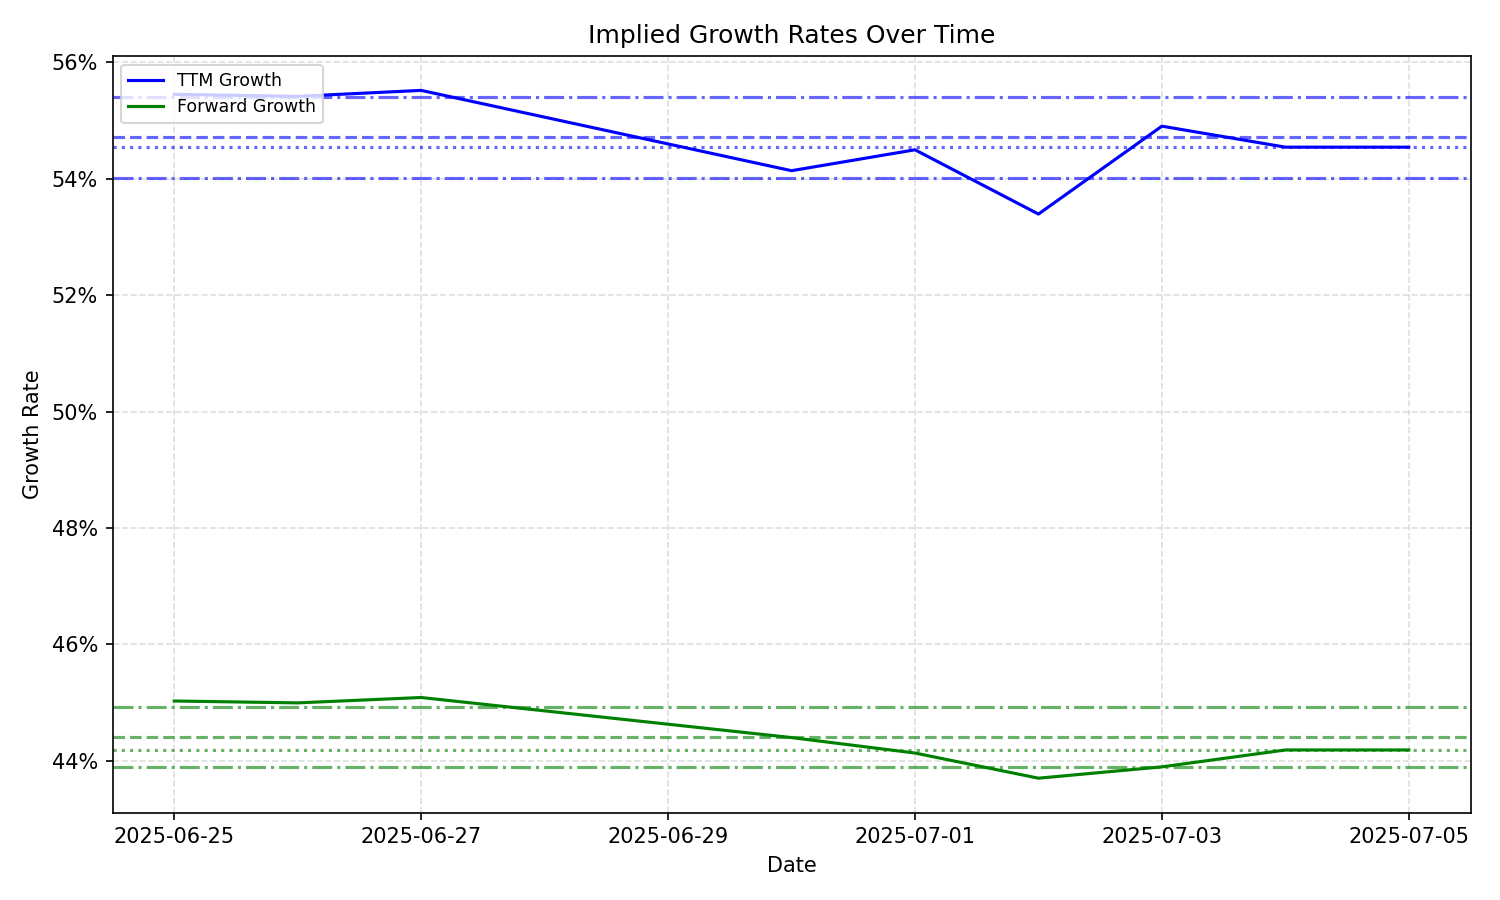 Implied Growth Rates Over Time
TTM Growth
Forward Growth
56%
54%
52%
50%
48%
46%
44%
Growth Rate
2025-06-25
2025-06-27
2025-06-29
2025-07-01
2025-07-03
2025-07-05
Date